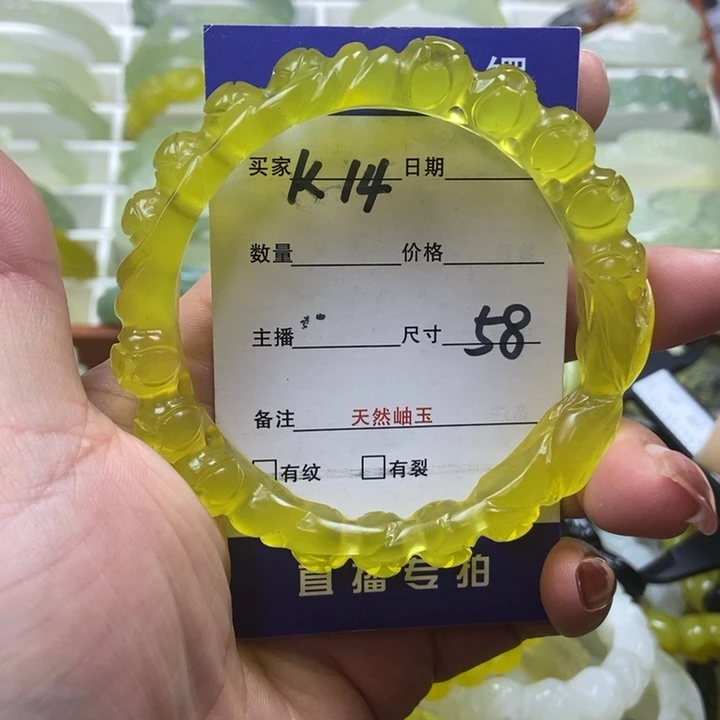 买家 K 14 日期
数量 价格
主播 尺寸 58
备注 天然岫玉
□有纹 □有裂
直播专拍